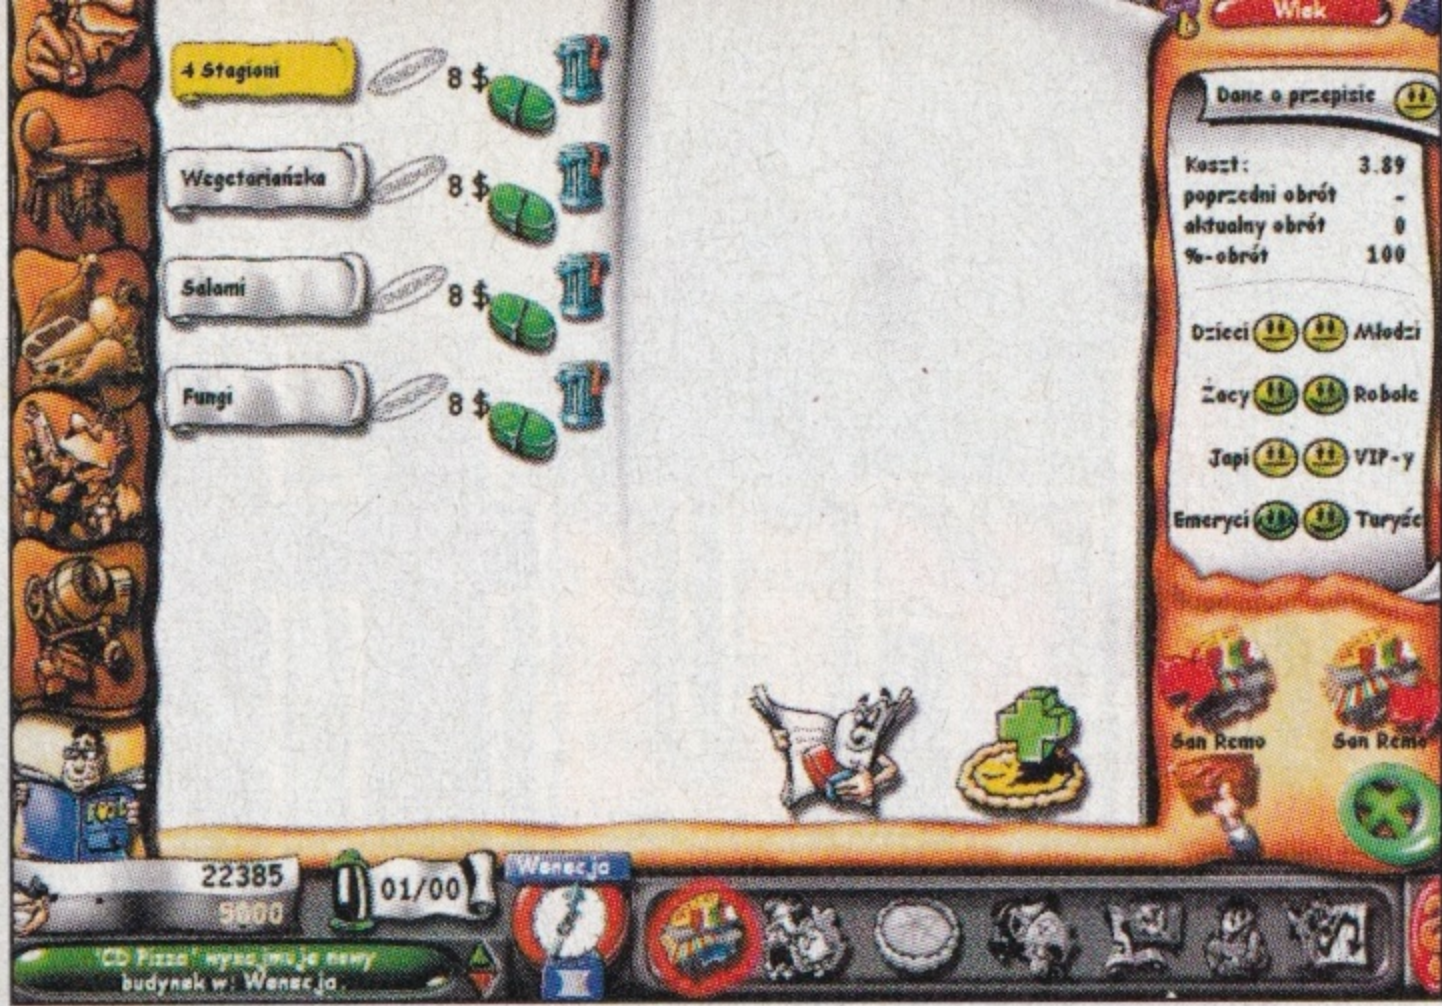 Wiek
4 Stagioni
8 $
Wegetariańska
8 $
Salami
8 $
Fungi
8 $
Dane o przepisie
Koszt: 3.89
poprzedni obrót -
aktualny obrót 0
%-obrót 100
Dzieci Młodzi
Żacy Robole
Japi VIP-y
Emeryci Turyśc
San Remo San Remo
22385
5000
01/00
Wenecja
'CD Pizza' wynajmuje nowy
budynek w: Wenecja.